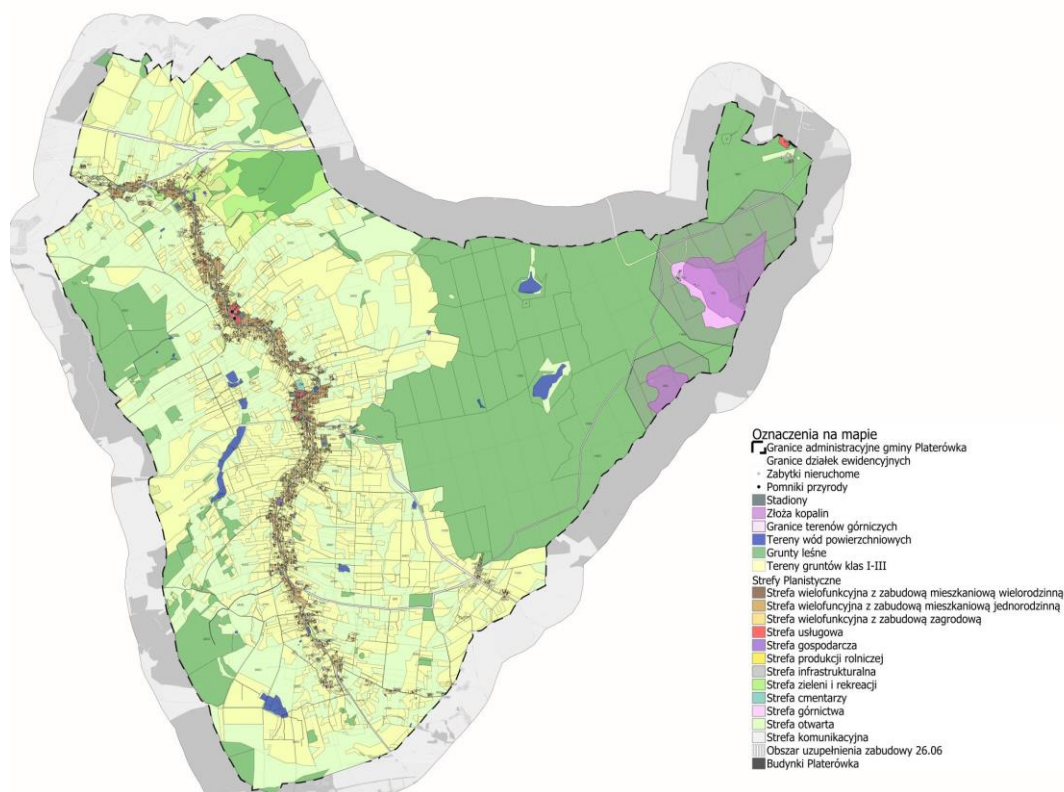 Oznaczenia na mapie
Granice administracyjne gminy Platerówka
Granice działek ewidencyjnych
Zabytki nieruchome
Pomniki przyrody
Stadiony
Złoża kopalin
Granice terenów górniczych
Tereny wód powierzchniowych
Grunty leśne
Tereny gruntów klas I-III
Strefy Planistyczne
Strefa wielofunkcyjna z zabudową mieszkaniową wielorodzinną
Strefa wielofuncyjna z zabudową mieszkaniową jednorodzinną
Strefa wielofunkcyjna z zabudową zagrodową
Strefa usługowa
Strefa gospodarcza
Strefa produkcji rolniczej
Strefa infrastrukturalna
Strefa zieleni i rekreacji
Strefa cmentarzy
Strefa górnictwa
Strefa otwarta
Strefa komunikacyjna
Obszar uzupełnienia zabudowy 26.06
Budynki Platerówka